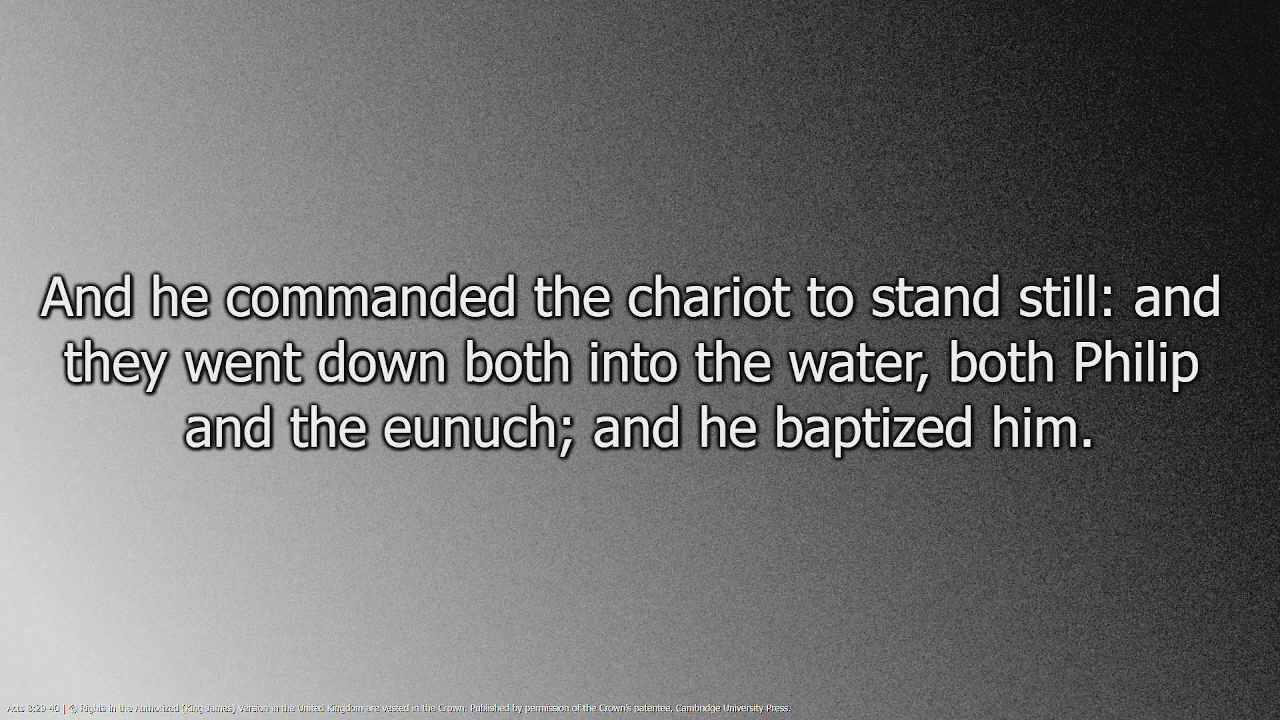 And he commanded the chariot to stand still: and
they went down both into the water, both Philip
and the eunuch; and he baptized him.
Acts 8:29-40 | © Rights in the Authorized (King James) Version in the United Kingdom are vested in the Crown. Published by permission of the Crown's patentee, Cambridge University Press.